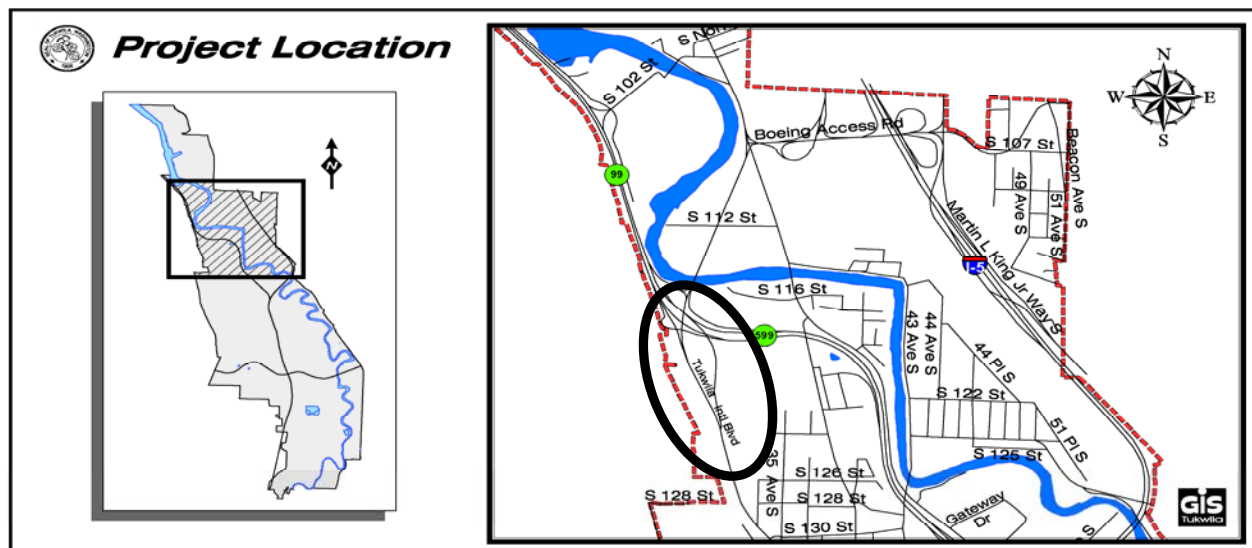 Project Location
N
S 102 St
N
W
E
S
Boeing Access Rd
S 107 St
Beacon Ave S
99
49 Ave S
51 Ave S
S 112 St
Martin L King Jr Way S
I-5
S 116 St
599
44 Ave S
43 Ave S
44 Pl S
Tukwila Intl Blvd
S 122 St
51 Pl S
35 Ave S
S 125 St
S 126 St
S 128 St
S 128 St
Gateway Dr
S 130 St
GIS
Tukwila